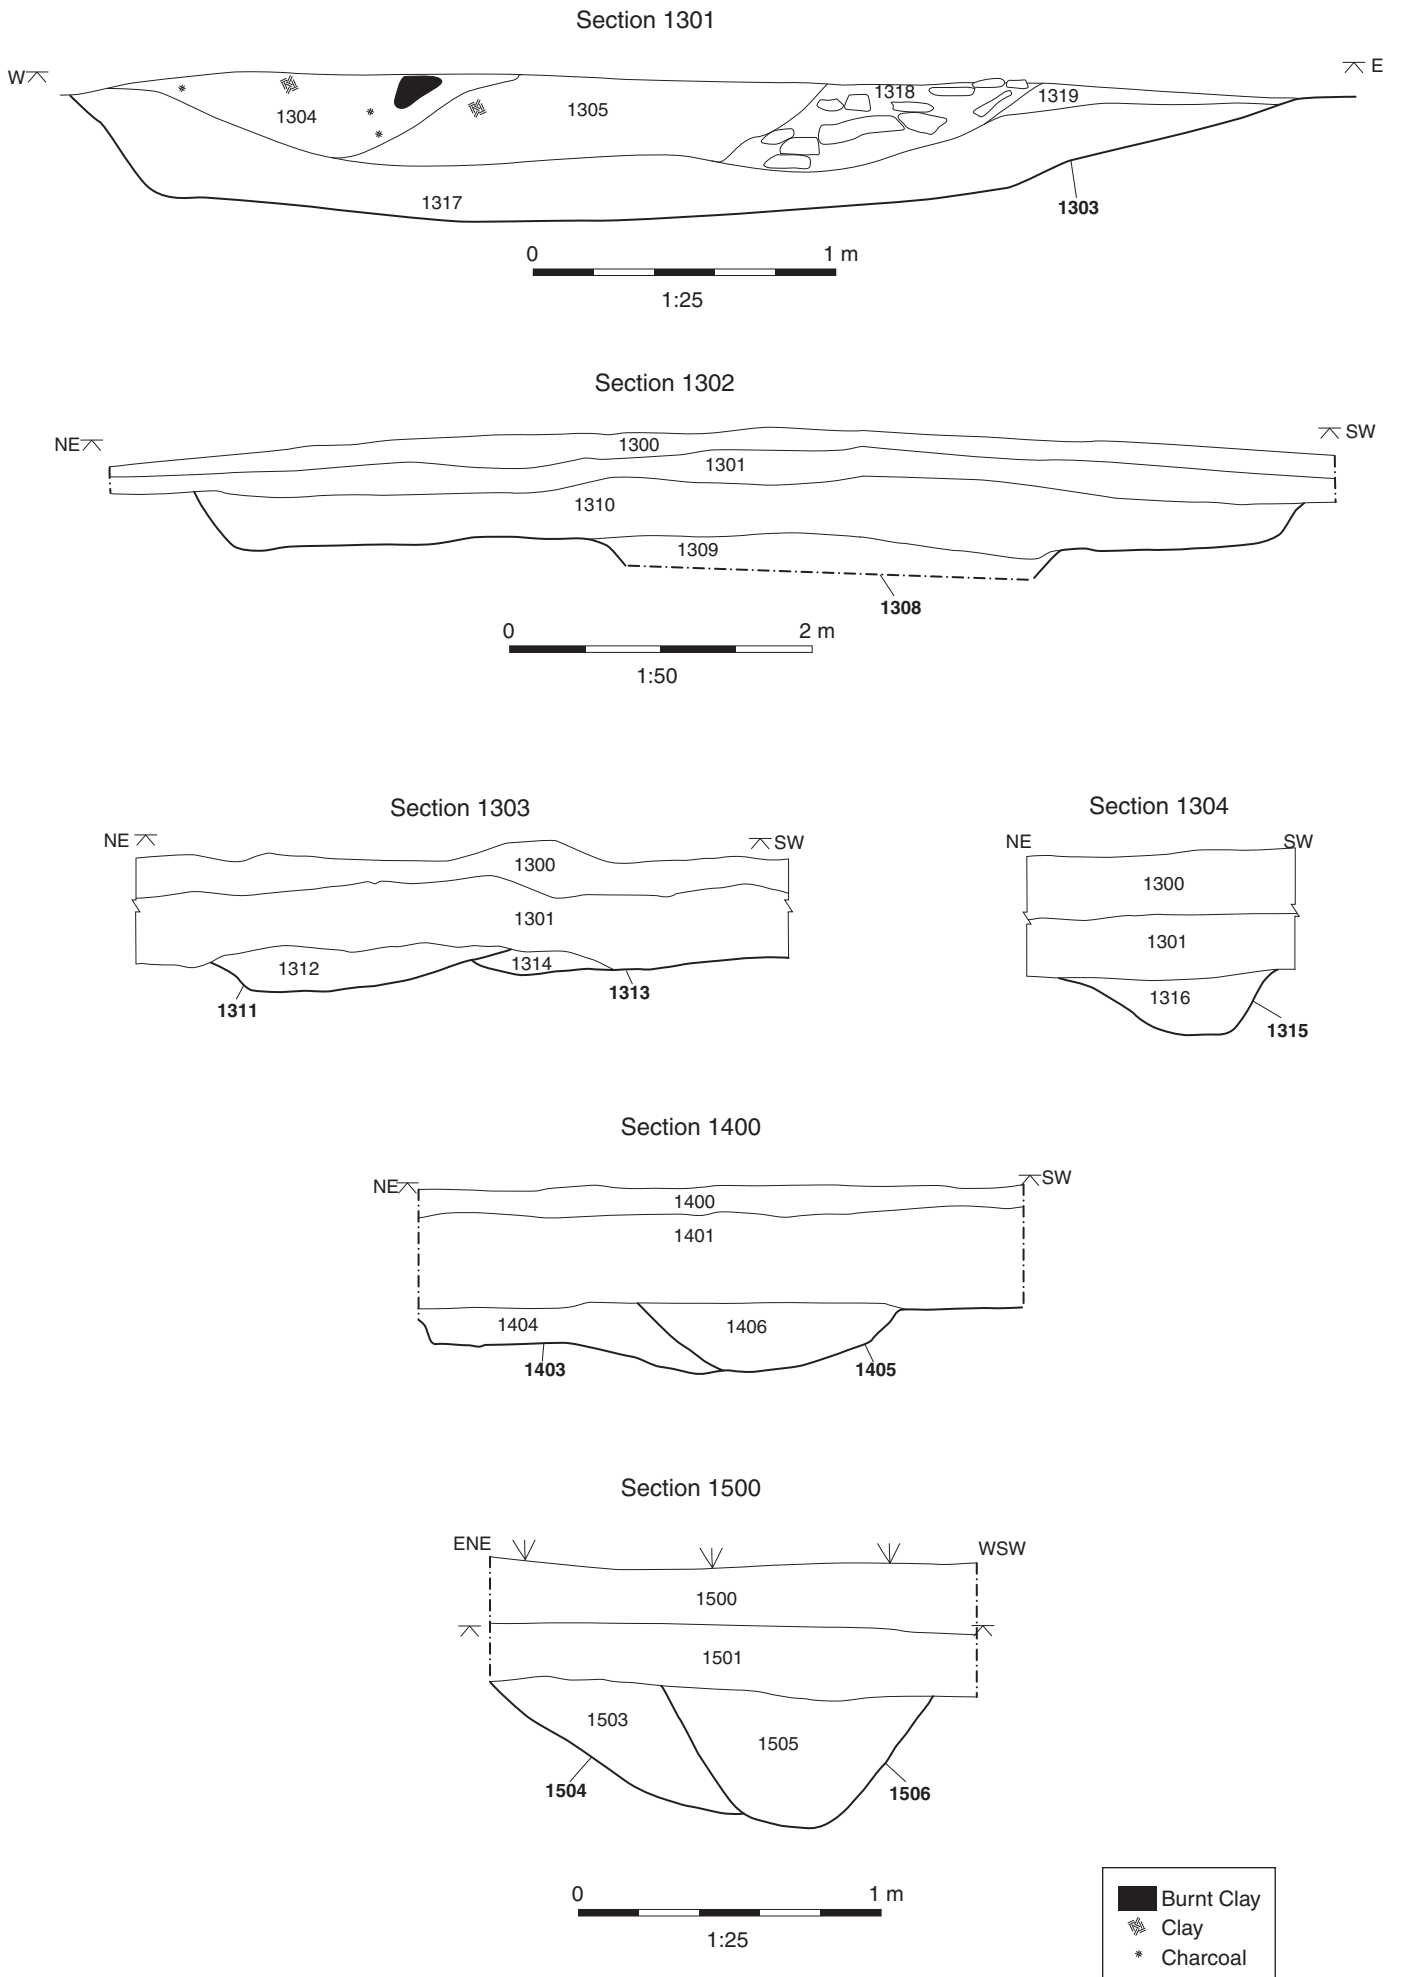 Section 1301
W E
1304 1305 1318 1319
1317 1303
0 1 m
1:25
Section 1302
NE SW
1300
1301
1310
1309
1308
0 2 m
1:50
Section 1303
NE SW
1300
1301
1312 1314
1311 1313
Section 1304
NE SW
1300
1301
1316
1315
Section 1400
NE SW
1400
1401
1404 1406
1403 1405
Section 1500
ENE WSW
1500
1501
1503 1505
1504 1506
0 1 m
1:25
Burnt Clay
Clay
Charcoal